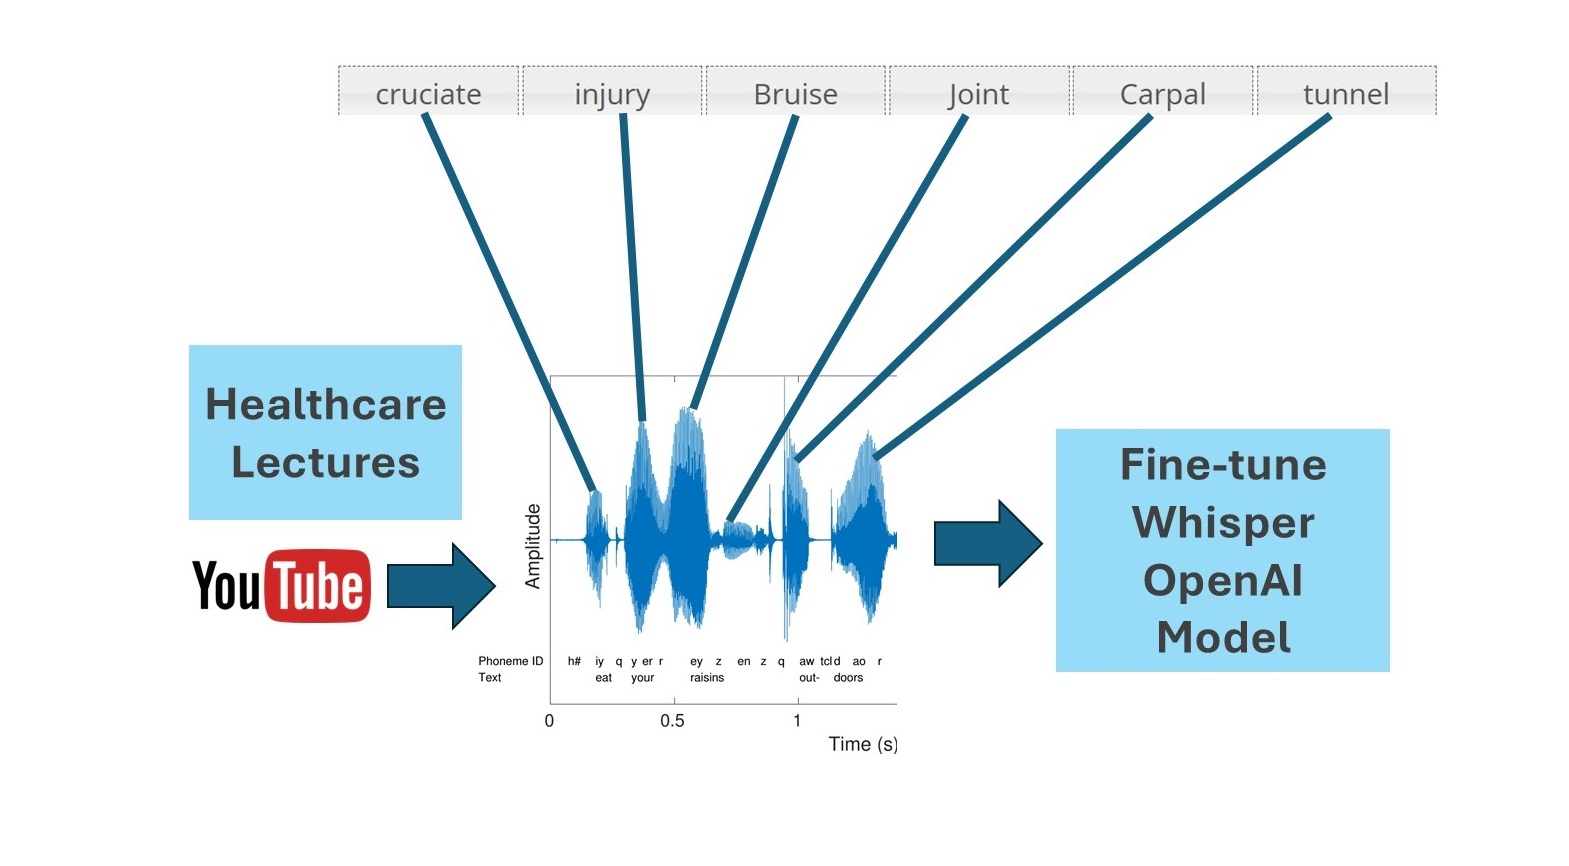 cruciate injury Bruise Joint Carpal tunnel
Healthcare
Lectures
YouTube
Amplitude
Phoneme ID h# iy q y er r ey z en z q aw tcl d ao r
Text eat your raisins out- doors
0 0.5 1
Time (s)
Fine-tune
Whisper
OpenAI
Model